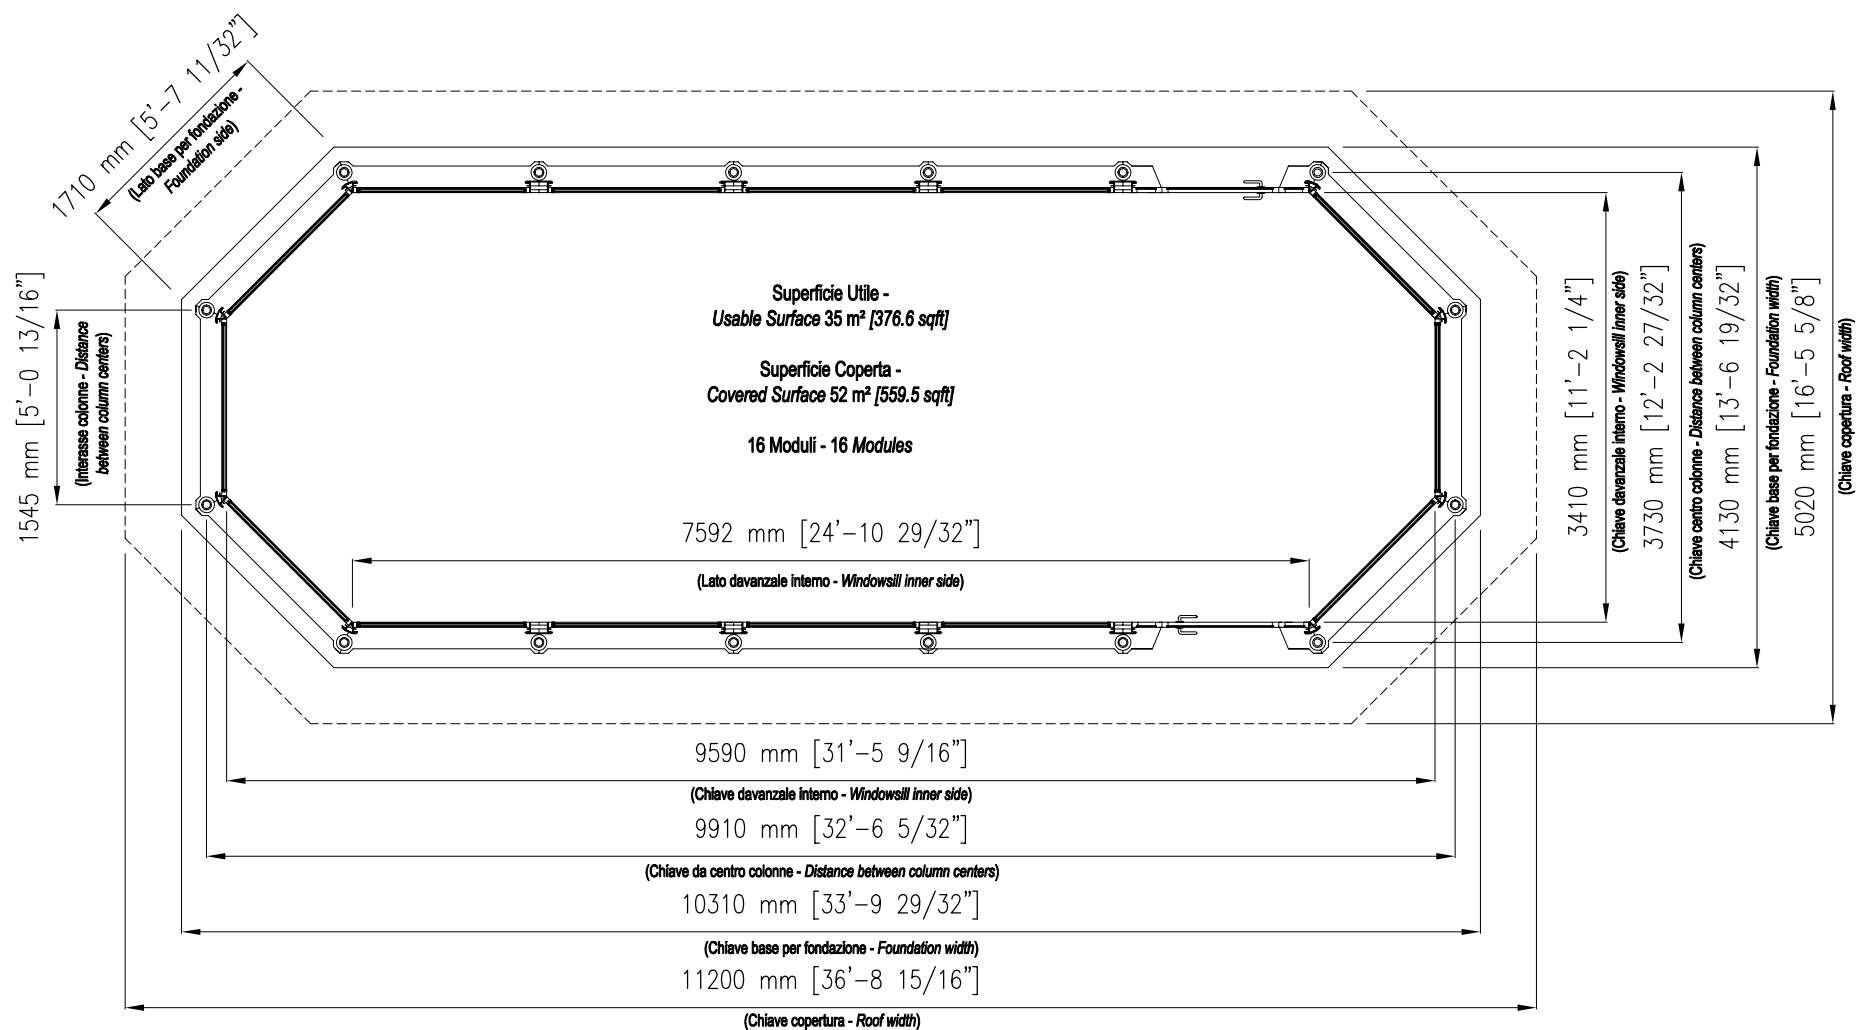 1710 mm [5'-7 11/32"]
(Lato base per fondazione -
Foundation side)
1545 mm [5'-0 13/16"]
(Interasse colonne - Distance
between column centers)
Superficie Utile -
Usable Surface 35 m² [376.6 sqft]
Superficie Coperta -
Covered Surface 52 m² [559.5 sqft]
16 Moduli - 16 Modules
7592 mm [24'-10 29/32"]
(Lato davanzale interno - Windowsill inner side)
3410 mm [11'-2 1/4"]
(Chiave davanzale interno - Windowsill inner side)
3730 mm [12'-2 27/32"]
(Chiave centro colonne - Distance between column centers)
4130 mm [13'-6 19/32"]
(Chiave base per fondazione - Foundation width)
5020 mm [16'-5 5/8"]
(Chiave copertura - Roof width)
9590 mm [31'-5 9/16"]
(Chiave davanzale interno - Windowsill inner side)
9910 mm [32'-6 5/32"]
(Chiave da centro colonne - Distance between column centers)
10310 mm [33'-9 29/32"]
(Chiave base per fondazione - Foundation width)
11200 mm [36'-8 15/16"]
(Chiave copertura - Roof width)